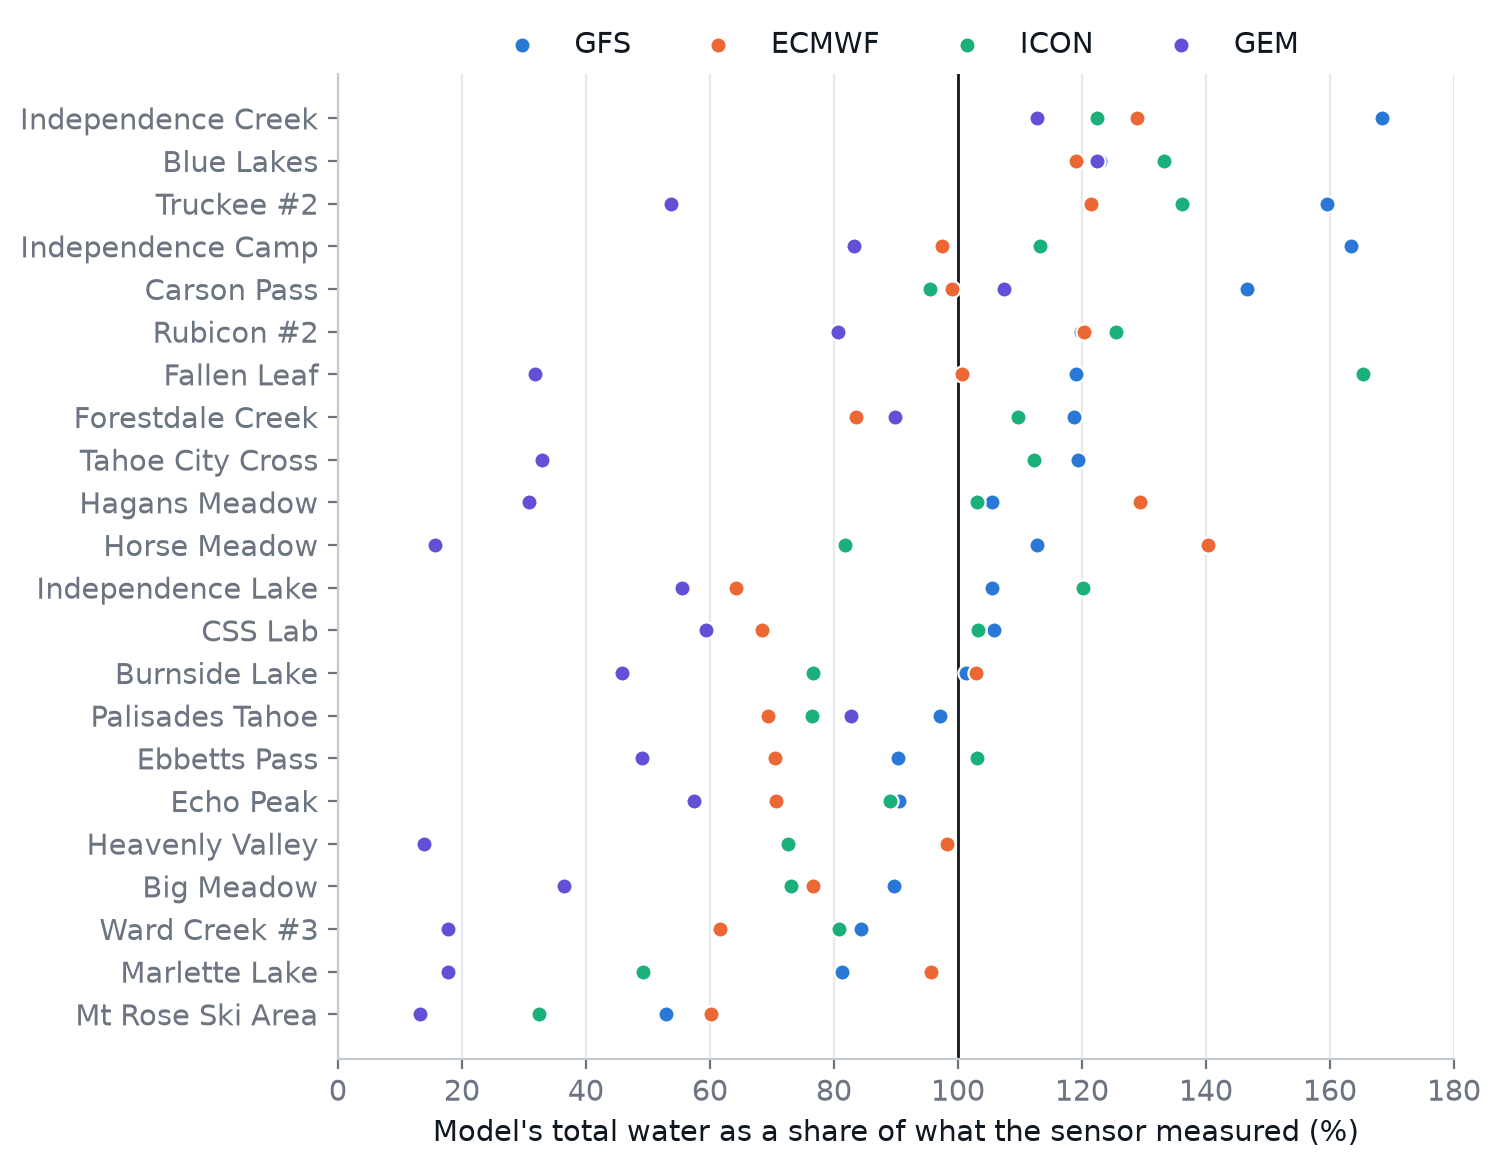 GFS ECMWF ICON GEM
Independence Creek
Blue Lakes
Truckee #2
Independence Camp
Carson Pass
Rubicon #2
Fallen Leaf
Forestdale Creek
Tahoe City Cross
Hagans Meadow
Horse Meadow
Independence Lake
CSS Lab
Burnside Lake
Palisades Tahoe
Ebbetts Pass
Echo Peak
Heavenly Valley
Big Meadow
Ward Creek #3
Marlette Lake
Mt Rose Ski Area
0 20 40 60 80 100 120 140 160 180
Model's total water as a share of what the sensor measured (%)